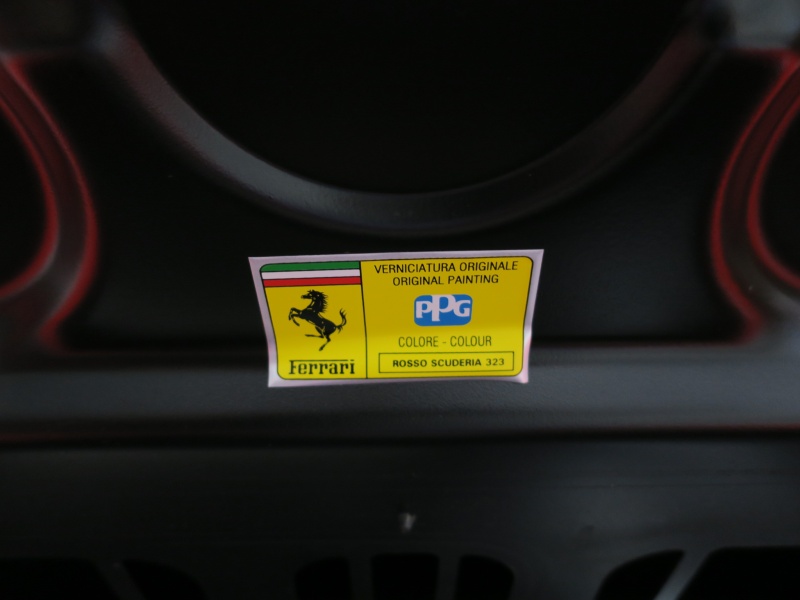 VERNICIATURA ORIGINALE
ORIGINAL PAINTING
PPG
COLORE - COLOUR
ROSSO SCUDERIA 323
Ferrari